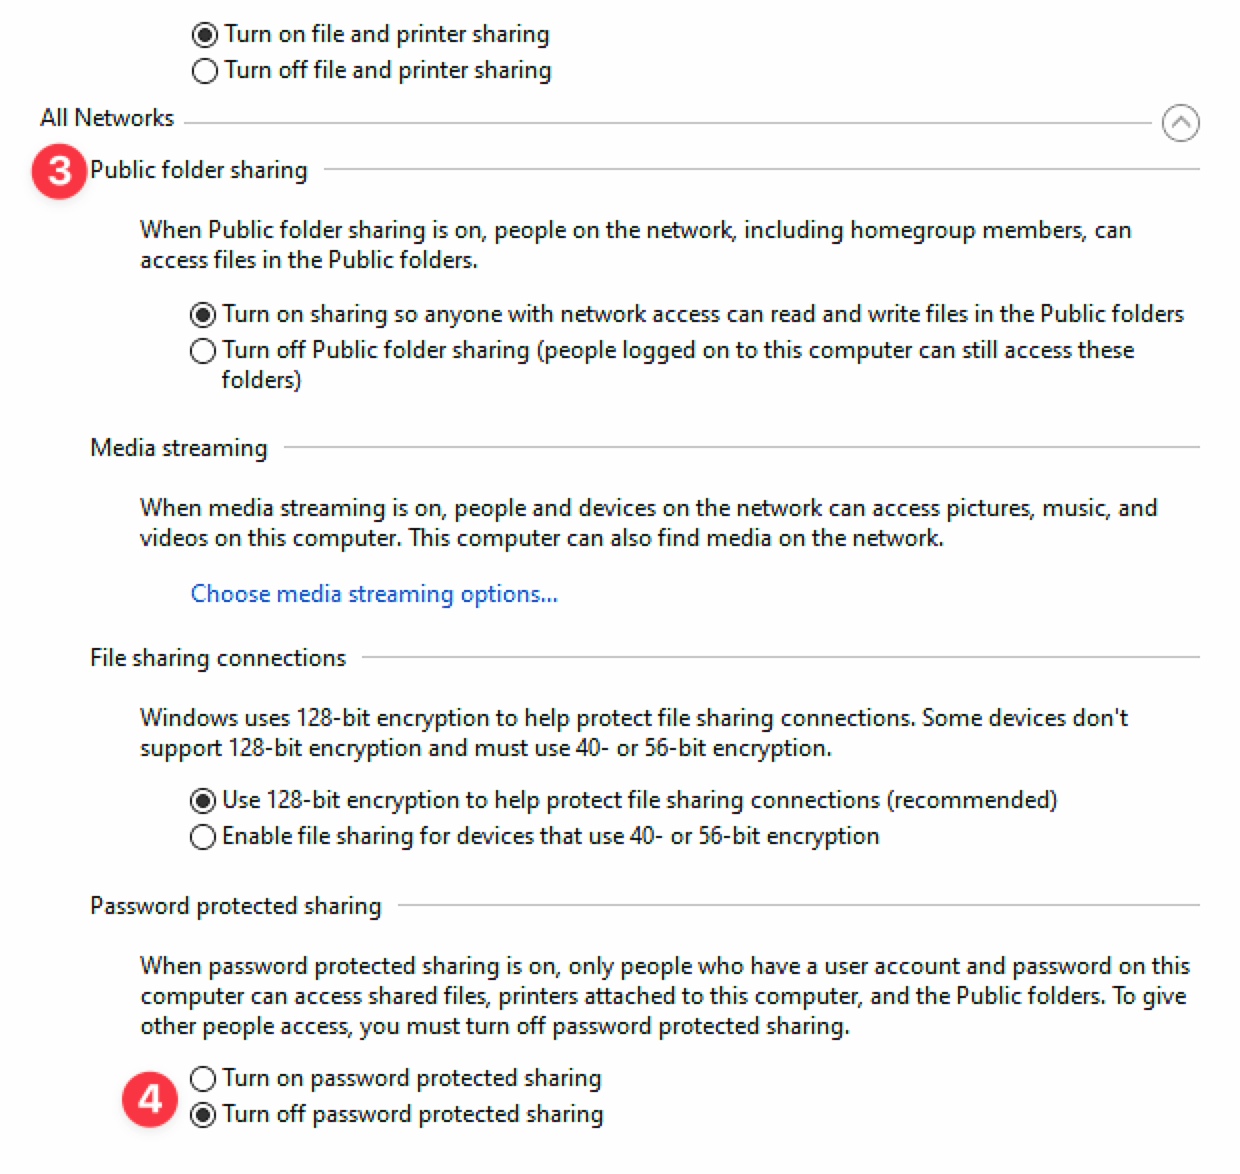 Turn on file and printer sharing
Turn off file and printer sharing
All Networks
3 Public folder sharing
When Public folder sharing is on, people on the network, including homegroup members, can
access files in the Public folders.
Turn on sharing so anyone with network access can read and write files in the Public folders
Turn off Public folder sharing (people logged on to this computer can still access these
folders)
Media streaming
When media streaming is on, people and devices on the network can access pictures, music, and
videos on this computer. This computer can also find media on the network.
Choose media streaming options...
File sharing connections
Windows uses 128-bit encryption to help protect file sharing connections. Some devices don't
support 128-bit encryption and must use 40- or 56-bit encryption.
Use 128-bit encryption to help protect file sharing connections (recommended)
Enable file sharing for devices that use 40- or 56-bit encryption
Password protected sharing
When password protected sharing is on, only people who have a user account and password on this
computer can access shared files, printers attached to this computer, and the Public folders. To give
other people access, you must turn off password protected sharing.
Turn on password protected sharing
4
Turn off password protected sharing